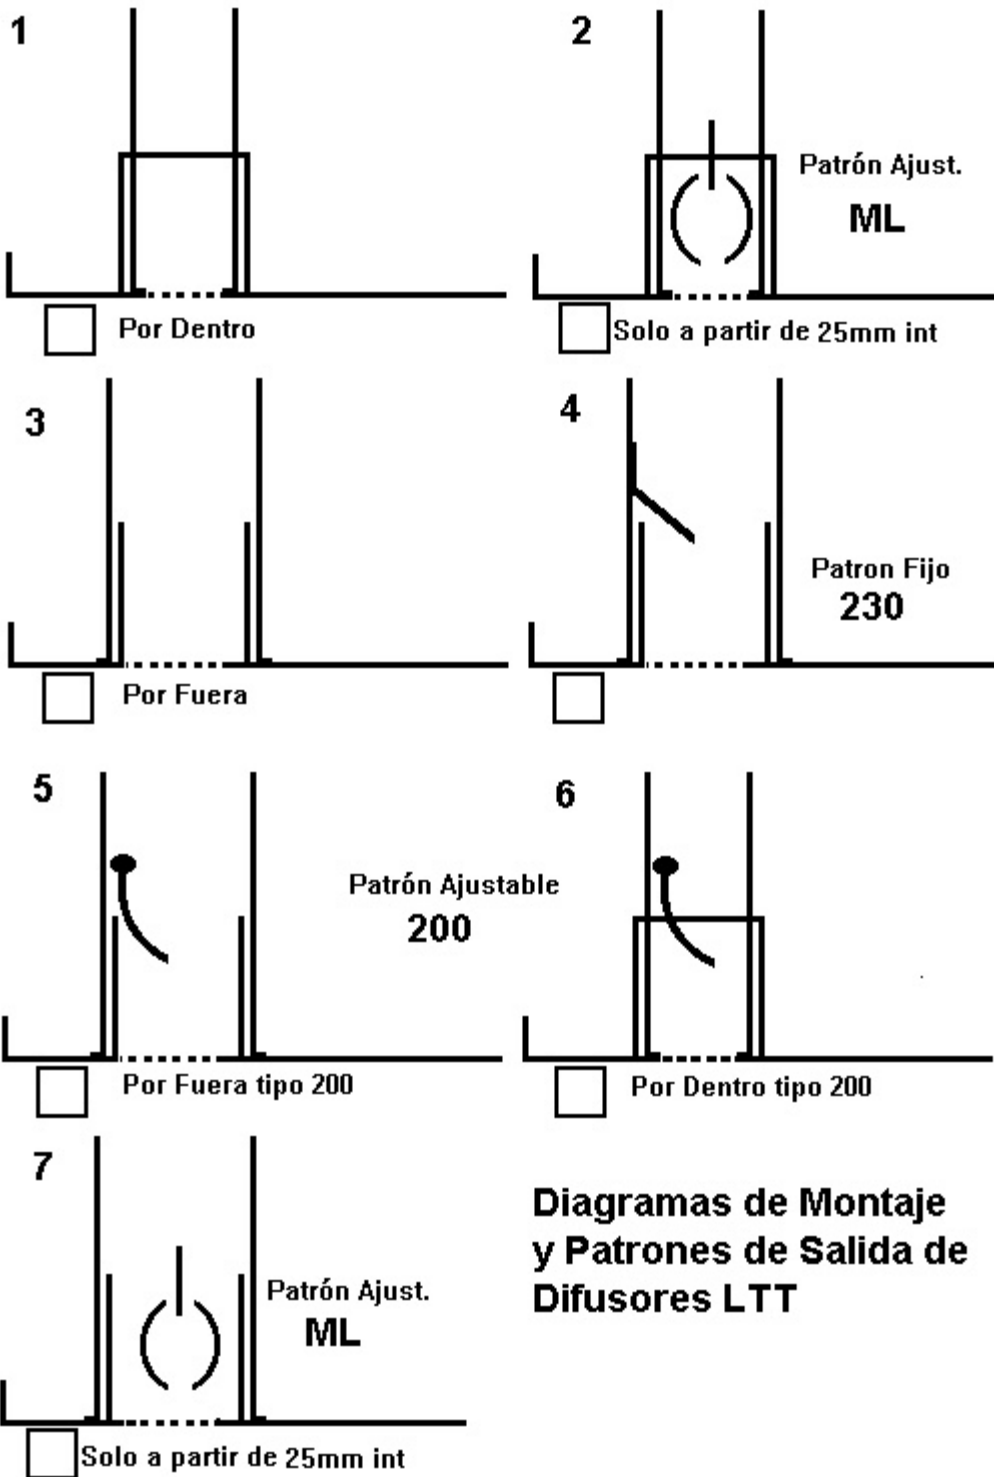 1
2
Patrón Ajust.
ML
Por Dentro
Solo a partir de 25mm int
3
4
Patron Fijo
230
Por Fuera
5
6
Patrón Ajustable
200
Por Fuera tipo 200
Por Dentro tipo 200
7
Patrón Ajust.
ML
Solo a partir de 25mm int
Diagramas de Montaje
y Patrones de Salida de
Difusores LTT